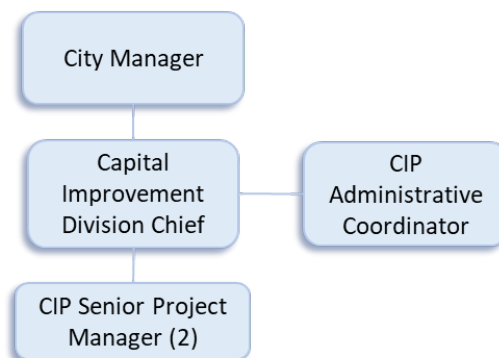 City Manager
Capital
Improvement
Division Chief
CIP
Administrative
Coordinator
CIP Senior Project
Manager (2)